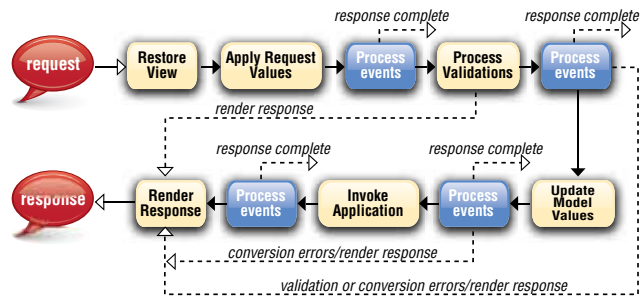 response complete
response complete
request
Restore
View
Apply Request
Values
Process
events
Process
Validations
Process
events
render response
response complete
response complete
response
Render
Response
Process
events
Invoke
Application
Process
events
Update
Model
Values
conversion errors/render response
validation or conversion errors/render response